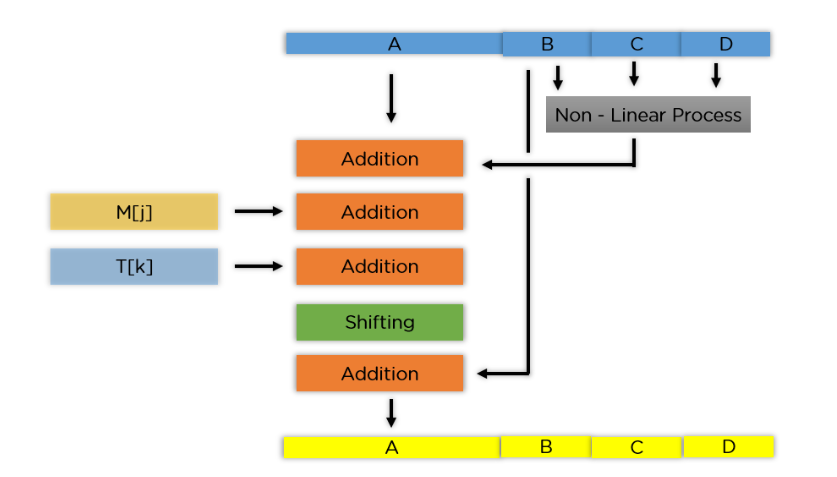 A B C D
Non - Linear Process
Addition
M[j] Addition
T[k] Addition
Shifting
Addition
A B C D